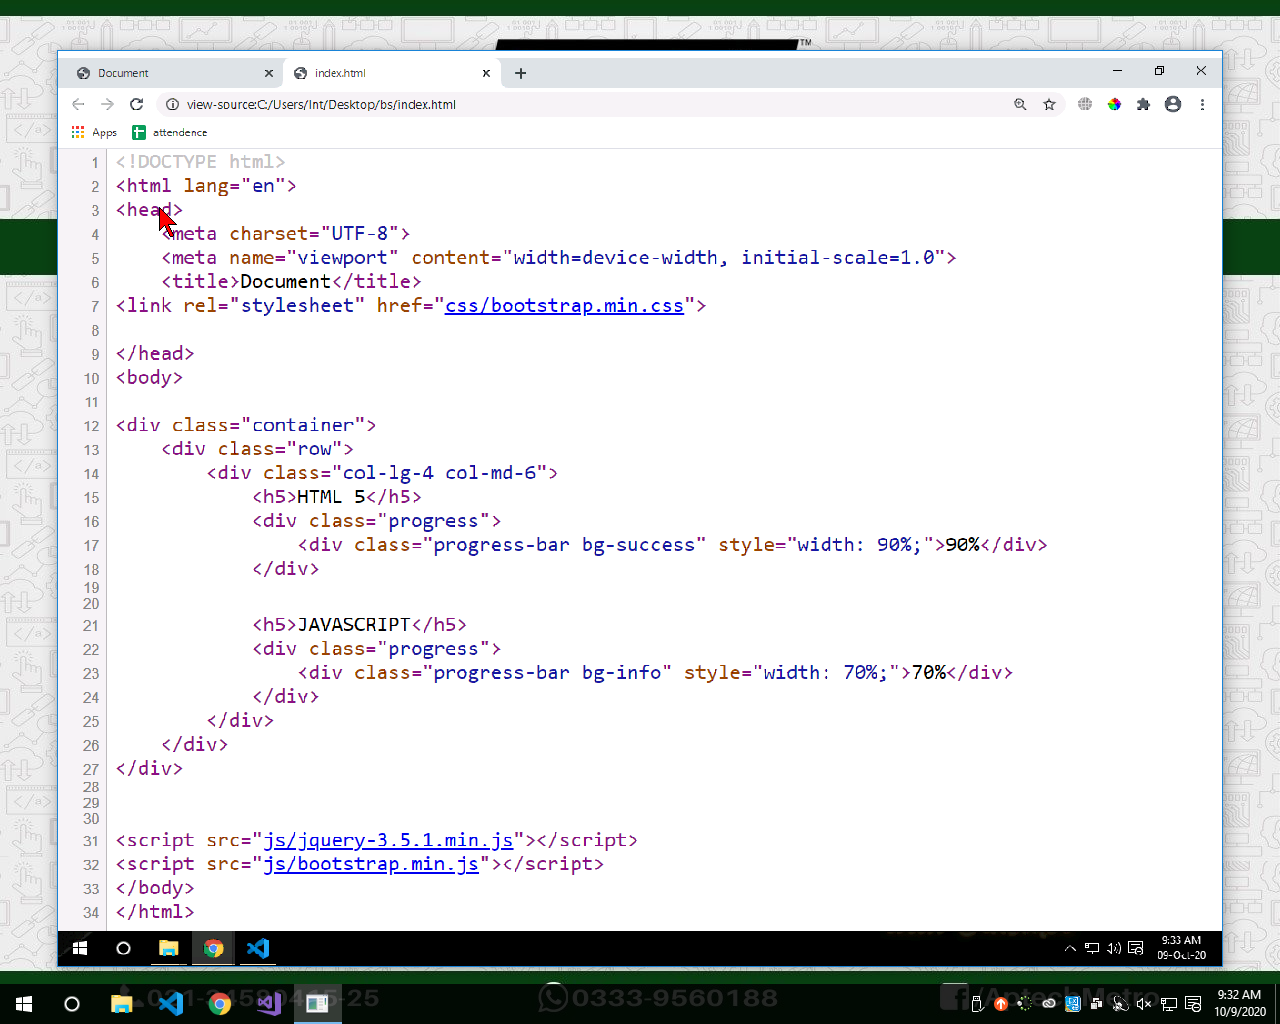 TM
Document
index.html
view-source:C:/Users/Int/Desktop/bs/index.html
Apps
attendence
1 <!DOCTYPE html>
2 <html lang="en">
3 <head>
4 <meta charset="UTF-8">
5 <meta name="viewport" content="width=device-width, initial-scale=1.0">
6 <title>Document</title>
7 <link rel="stylesheet" href="css/bootstrap.min.css">
8
9 </head>
10 <body>
11
12 <div class="container">
13 <div class="row">
14 <div class="col-lg-4 col-md-6">
15 <h5>HTML 5</h5>
16 <div class="progress">
17 <div class="progress-bar bg-success" style="width: 90%;">90%</div>
18 </div>
19
20
21 <h5>JAVASCRIPT</h5>
22 <div class="progress">
23 <div class="progress-bar bg-info" style="width: 70%;">70%</div>
24 </div>
25 </div>
26 </div>
27 </div>
28
29
30
31 <script src="js/jquery-3.5.1.min.js"></script>
32 <script src="js/bootstrap.min.js"></script>
33 </body>
34 </html>
9:33 AM
09-Oct-20
0333-9560188
/AptechMetro
9:32 AM
10/9/2020